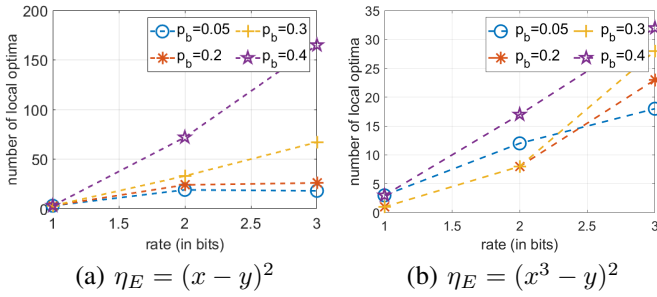 200
150
100
50
0
number of local optima
p_b=0.05 p_b=0.3
p_b=0.2 p_b=0.4
1 1.5 2 2.5 3
rate (in bits)
(a) η_E = (x − y)^2
35
30
25
20
15
10
5
0
number of local optima
p_b=0.05 p_b=0.3
p_b=0.2 p_b=0.4
1 1.5 2 2.5 3
rate (in bits)
(b) η_E = (x^3 − y)^2